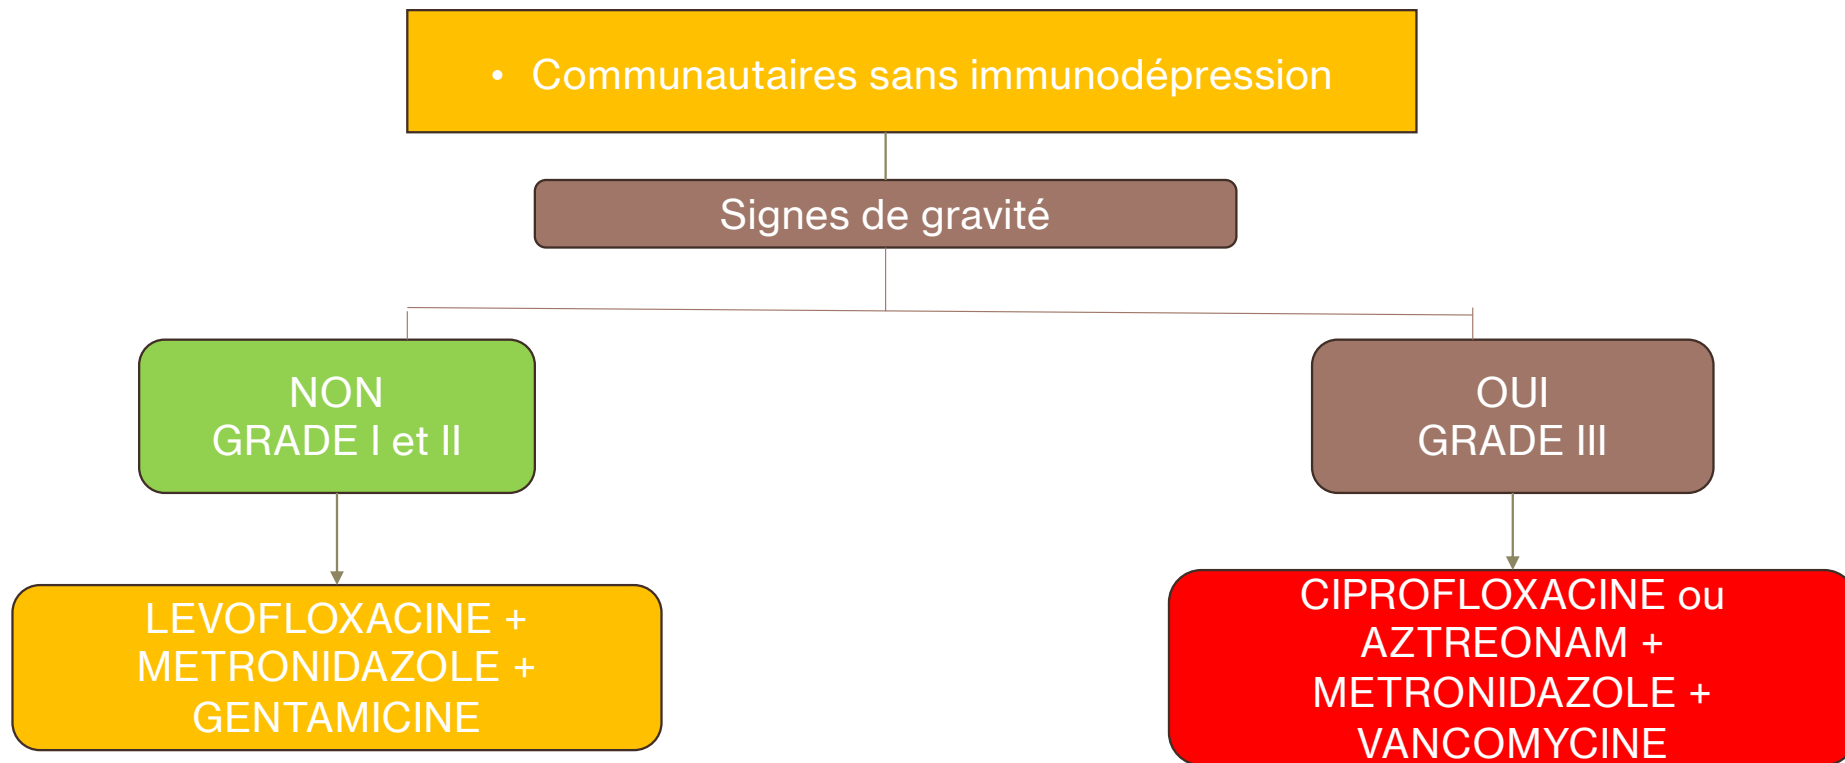 • Communautaires sans immunodépression
Signes de gravité
NON
GRADE I et II
OUI
GRADE III
LEVOFLOXACINE +
METRONIDAZOLE +
GENTAMICINE
CIPROFLOXACINE ou
AZTREONAM +
METRONIDAZOLE +
VANCOMYCINE